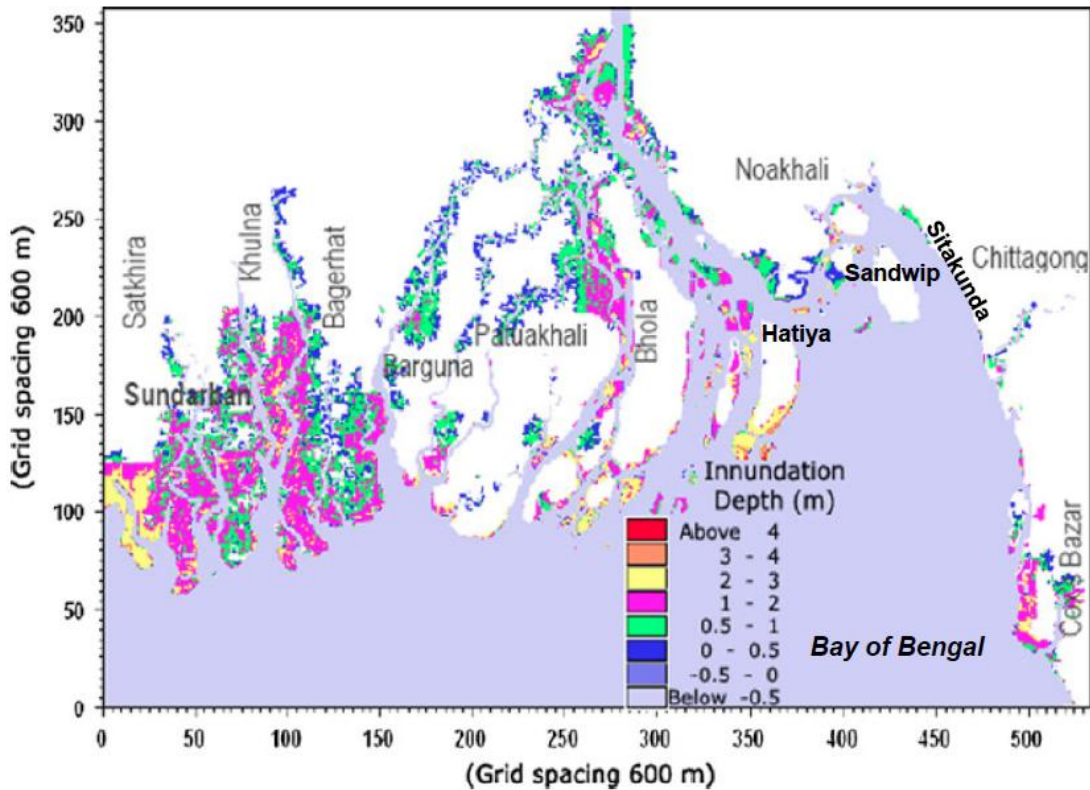 350
300
250
200
150
100
50
0
(Grid spacing 600 m)
Satkhira
Khulna
Bagerhat
Sundarban
Barguna
Patuakhali
Bhola
Noakhali
Hatiya
Sandwip
Sitakunda
Chittagong
Cox's Bazar
Bay of Bengal
Innundation
Depth (m)
Above 4
3 - 4
2 - 3
1 - 2
0.5 - 1
0 - 0.5
-0.5 - 0
Below -0.5
0 50 100 150 200 250 300 350 400 450 500
(Grid spacing 600 m)